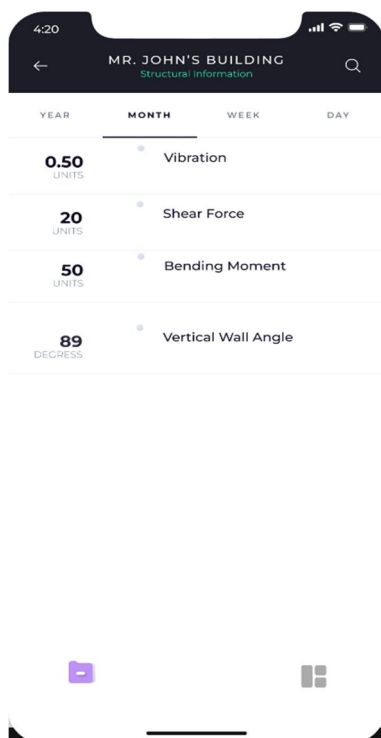 4:20
MR. JOHN'S BUILDING
Structural Information
YEAR MONTH WEEK DAY
0.50 Vibration
UNITS
20 Shear Force
UNITS
50 Bending Moment
UNITS
89 Vertical Wall Angle
DEGRESS